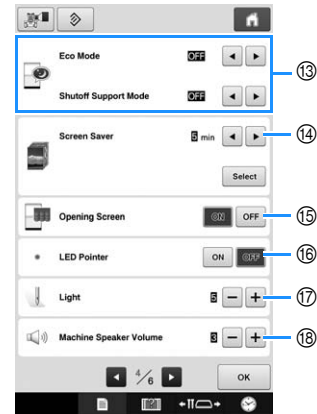 Eco Mode OFF
⑬
Shutoff Support Mode OFF
Screen Saver 5 min ⑭
Select
Opening Screen ON OFF ⑮
LED Pointer ON OFF ⑯
Light 5 − + ⑰
Machine Speaker Volume 3 − + ⑱
4/6 OK